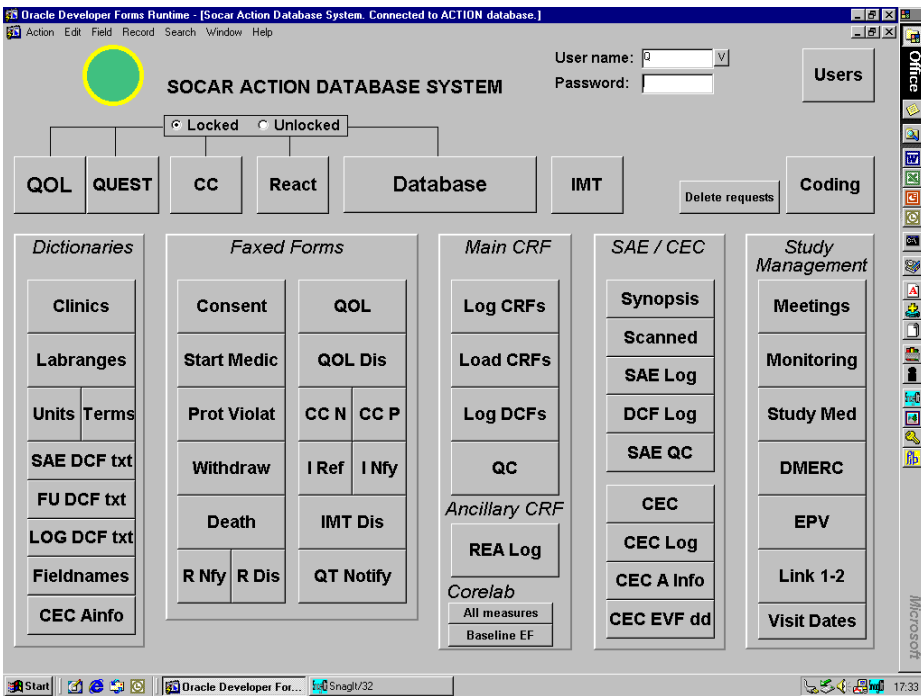 Oracle Developer Forms Runtime - [Socar Action Database System. Connected to ACTION database.]
Action Edit Field Record Search Window Help
SOCAR ACTION DATABASE SYSTEM
User name: Q V
Password:
Users
Locked Unlocked
QOL QUEST CC React Database IMT Delete requests Coding
Dictionaries
Clinics
Labranges
Units Terms
SAE DCF txt
FU DCF txt
LOG DCF txt
Fieldnames
CEC Ainfo
Faxed Forms
Consent QOL
Start Medic QOL Dis
Prot Violat CC N CC P
Withdraw I Ref I Nfy
Death IMT Dis
R Nfy R Dis QT Notify
Main CRF
Log CRFs
Load CRFs
Log DCFs
QC
Ancillary CRF
REA Log
Corelab
All measures
Baseline EF
SAE / CEC
Synopsis
Scanned
SAE Log
DCF Log
SAE QC
CEC
CEC Log
CEC A Info
CEC EVF dd
Study
Management
Meetings
Monitoring
Study Med
DMERC
EPV
Link 1-2
Visit Dates
Office
Microsoft
Start Oracle Developer For... SnagIt/32 17:33